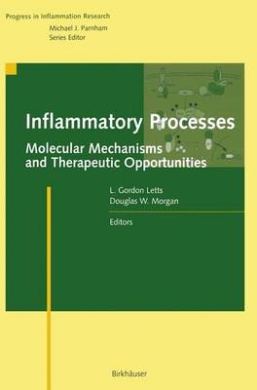 Progress in Inflammation Research
Michael J. Parnham
Series Editor
Inflammatory Processes
Molecular Mechanisms
and Therapeutic Opportunities
L. Gordon Letts
Douglas W. Morgan
Editors
Birkhäuser